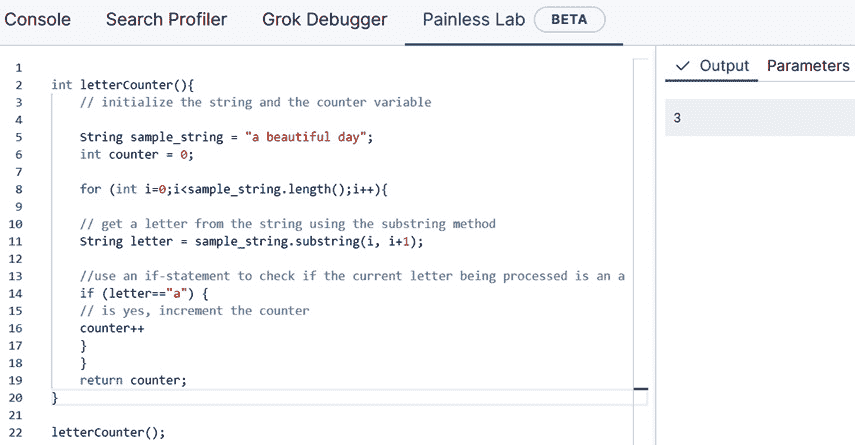 Console Search Profiler Grok Debugger Painless Lab BETA
Output Parameters
1
2 int letterCounter(){
3 // initialize the string and the counter variable
4
5 String sample_string = "a beautiful day";
6 int counter = 0;
7
8 for (int i=0;i<sample_string.length();i++){
9
10 // get a letter from the string using the substring method
11 String letter = sample_string.substring(i, i+1);
12
13 //use an if-statement to check if the current letter being processed is an a
14 if (letter=="a") {
15 // is yes, increment the counter
16 counter++
17 }
18 }
19 return counter;
20 }
21
22 letterCounter();
3